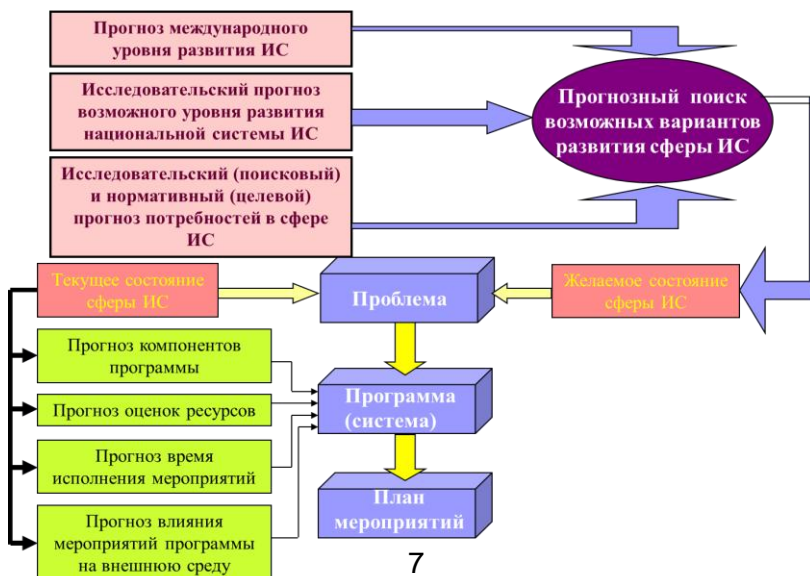 Прогноз международного
уровня развития ИС
Исследовательский прогноз
возможного уровня развития
национальной системы ИС
Исследовательский (поисковый)
и нормативный (целевой)
прогноз потребностей в сфере
ИС
Прогнозный поиск
возможных вариантов
развития сферы ИС
Текущее состояние
сферы ИС
Проблема
Желаемое состояние
сферы ИС
Прогноз компонентов
программы
Прогноз оценок ресурсов
Прогноз время
исполнения мероприятий
Прогноз влияния
мероприятий программы
на внешнюю среду
Программа
(система)
План
мероприятий
7